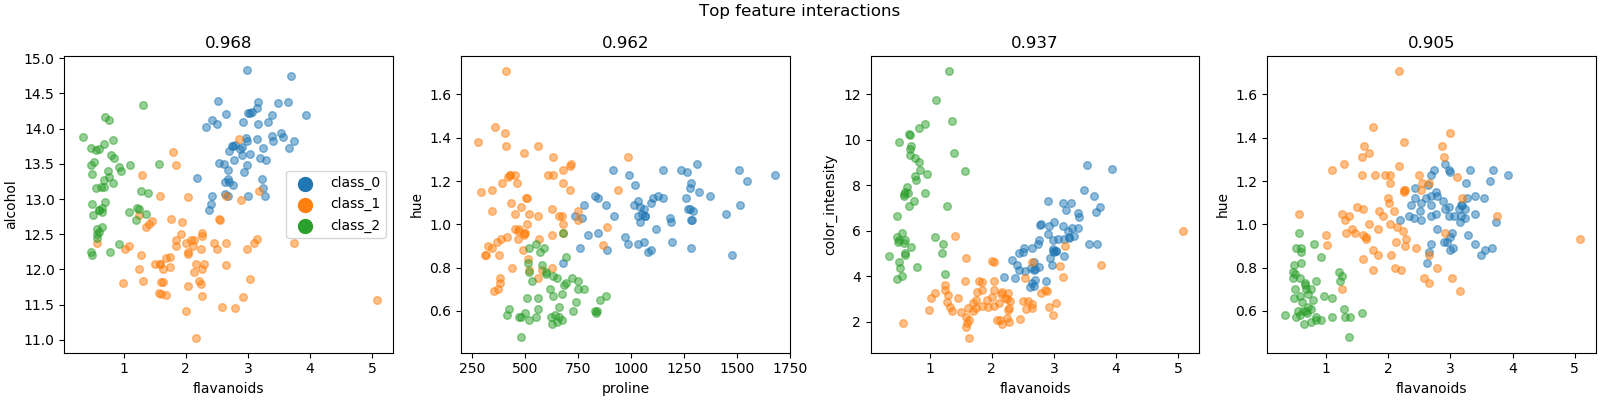 Top feature interactions
0.968
15.0
14.5
14.0
13.5
13.0
12.5
12.0
11.5
11.0
alcohol
class_0
class_1
class_2
1 2 3 4 5
flavanoids
0.962
1.6
1.4
1.2
1.0
0.8
0.6
hue
250 500 750 1000 1250 1500 1750
proline
0.937
12
10
8
6
4
2
color_intensity
1 2 3 4 5
flavanoids
0.905
1.6
1.4
1.2
1.0
0.8
0.6
hue
1 2 3 4 5
flavanoids